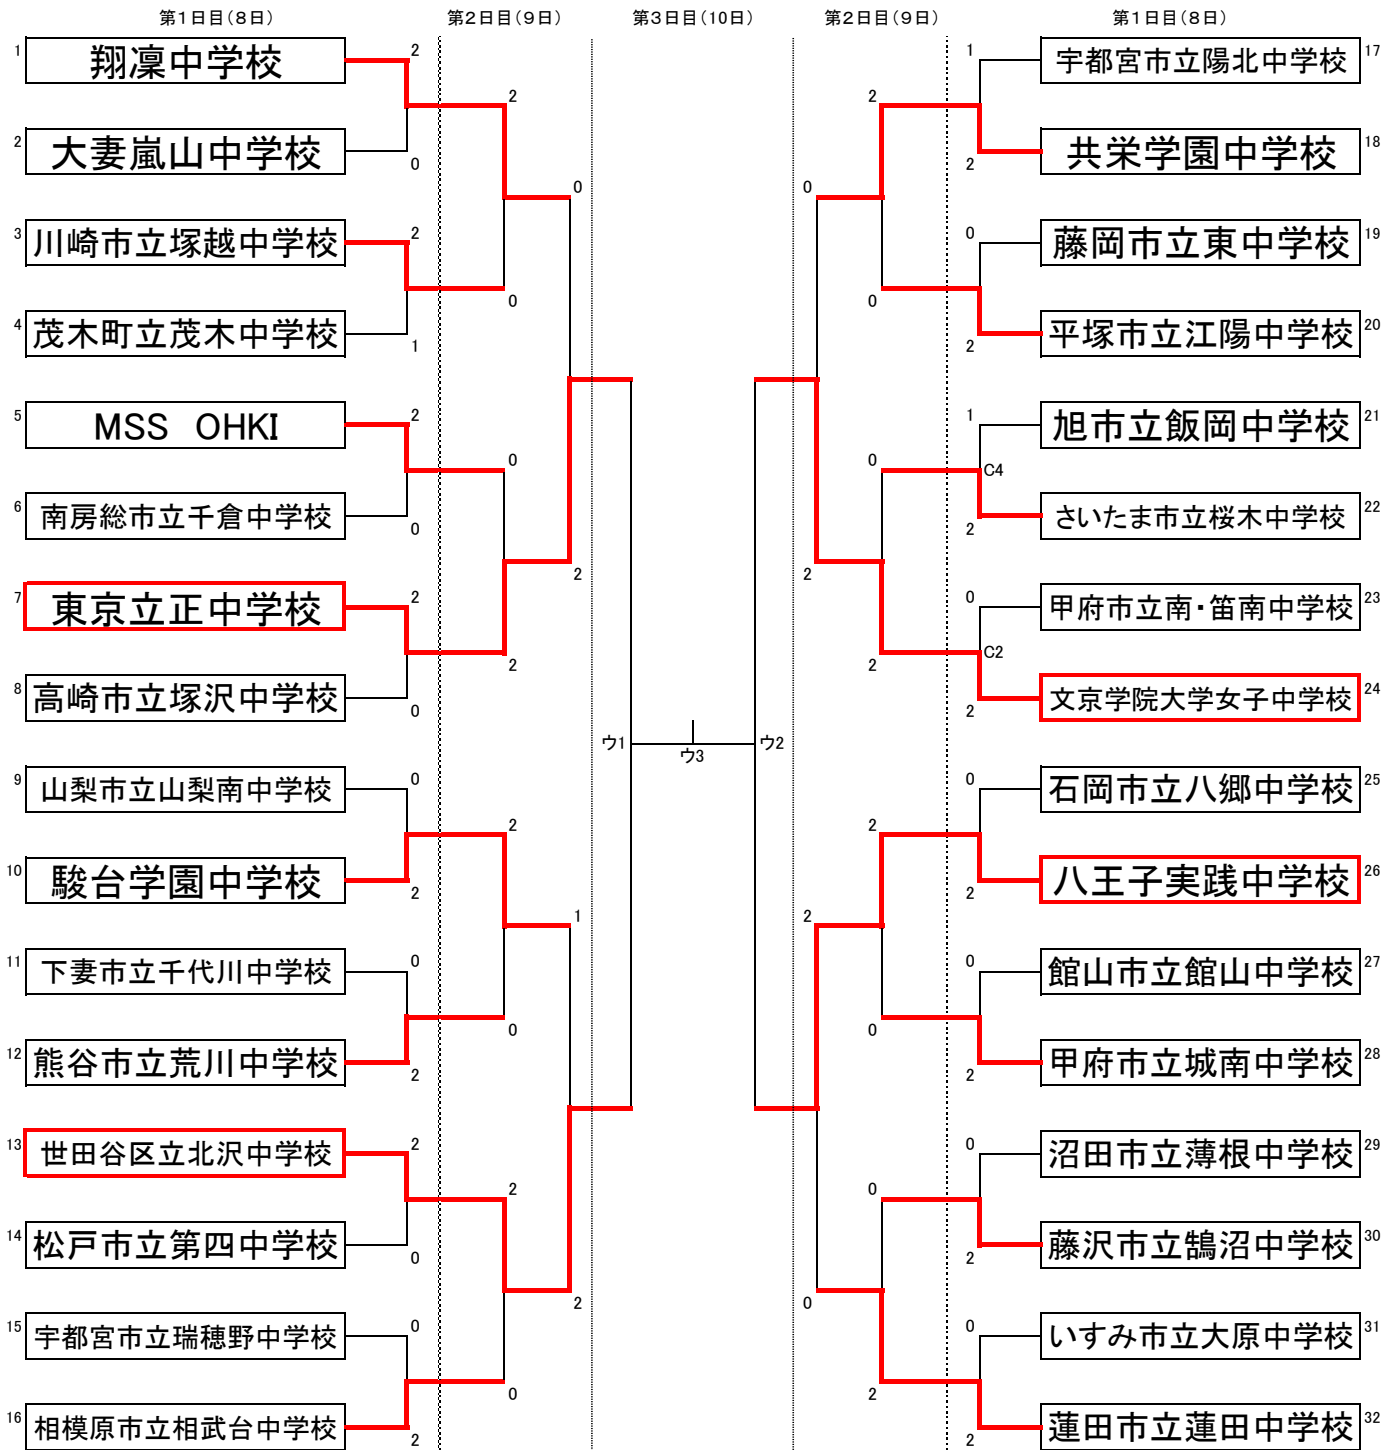 第1日目(8日)
第2日目(9日)
第3日目(10日)
第2日目(9日)
第1日目(8日)
1 翔凜中学校 2
2 大妻嵐山中学校 0
3 川崎市立塚越中学校 2
4 茂木町立茂木中学校 1
5 MSS OHKI 2
6 南房総市立千倉中学校 0
7 東京立正中学校 2
8 高崎市立塚沢中学校 0
9 山梨市立山梨南中学校 0
10 駿台学園中学校 2
11 下妻市立千代川中学校 0
12 熊谷市立荒川中学校 2
13 世田谷区立北沢中学校 2
14 松戸市立第四中学校 0
15 宇都宮市立瑞穂野中学校 0
16 相模原市立相武台中学校 2
2
0
0
2
2
0
2
0
0
2
1
2
ウ1
ウ3
ウ2
0
2
2
0
2
0
0
2
2
0
0
2
1 宇都宮市立陽北中学校 17
2 共栄学園中学校 18
0 藤岡市立東中学校 19
2 平塚市立江陽中学校 20
1 旭市立飯岡中学校 21
C4
2 さいたま市立桜木中学校 22
0 甲府市立南・笛南中学校 23
C2
2 文京学院大学女子中学校 24
0 石岡市立八郷中学校 25
2 八王子実践中学校 26
0 館山市立館山中学校 27
2 甲府市立城南中学校 28
0 沼田市立薄根中学校 29
2 藤沢市立鵠沼中学校 30
0 いすみ市立大原中学校 31
2 蓮田市立蓮田中学校 32